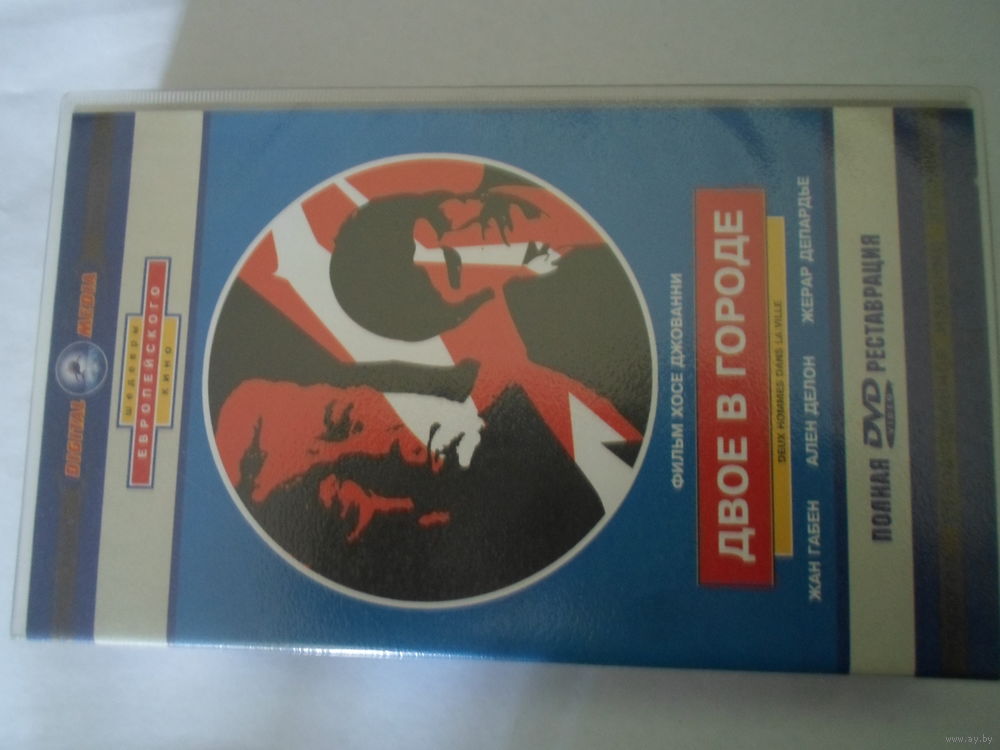 DIGITAL MEDIA
шедевры
ЕВРОПЕЙСКОГО
кино
ФИЛЬМ ХОСЕ ДЖОВАННИ
ДВОЕ В ГОРОДЕ
DEUX HOMMES DANS LA VILLE
ЖАН ГАБЕН АЛЕН ДЕЛОН ЖЕРАР ДЕПАРДЬЕ
ПОЛНАЯ DVD VIDEO РЕСТАВРАЦИЯ
www.ay.by